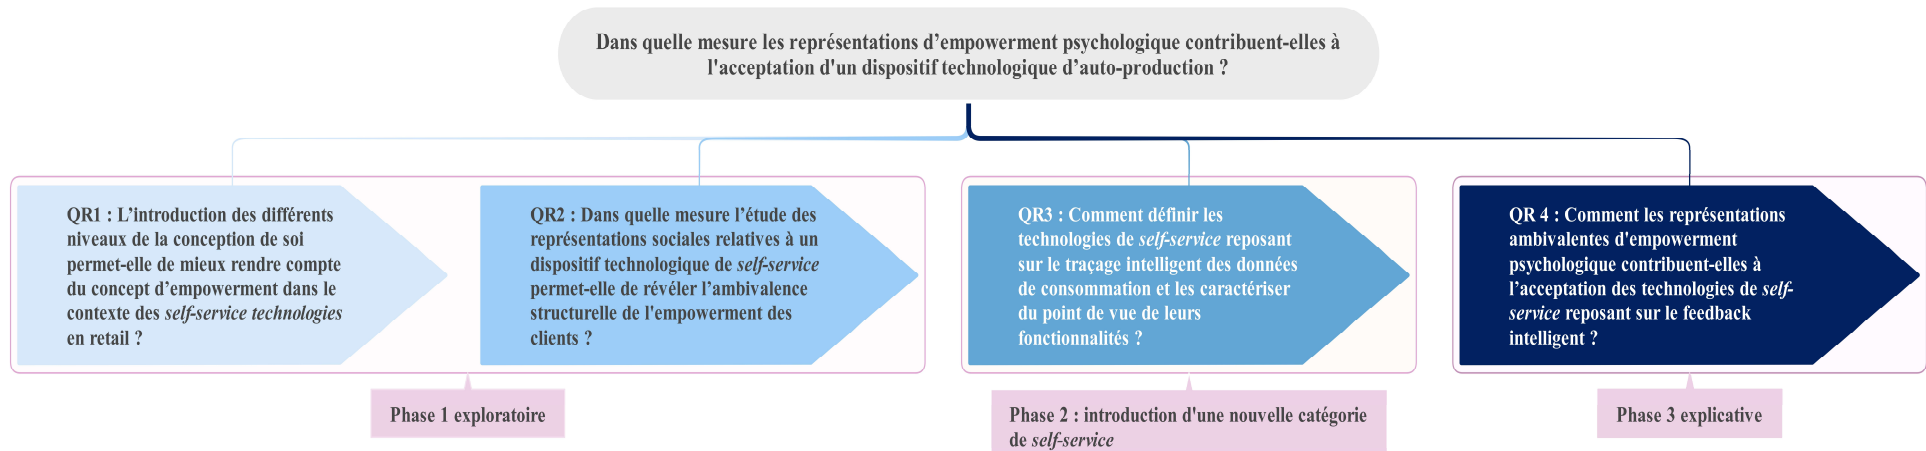 Dans quelle mesure les représentations d’empowerment psychologique contribuent-elles à
l'acceptation d'un dispositif technologique d’auto-production ?
QR1 : L’introduction des différents
niveaux de la conception de soi
permet-elle de mieux rendre compte
du concept d’empowerment dans le
contexte des self-service technologies
en retail ?
QR2 : Dans quelle mesure l’étude des
représentations sociales relatives à un
dispositif technologique de self-service
permet-elle de révéler l’ambivalence
structurelle de l'empowerment des
clients ?
QR3 : Comment définir les
technologies de self-service reposant
sur le traçage intelligent des données
de consommation et les caractériser
du point de vue de leurs
fonctionnalités ?
QR 4 : Comment les représentations
ambivalentes d'empowerment
psychologique contribuent-elles à
l’acceptation des technologies de self-
service reposant sur le feedback
intelligent ?
Phase 1 exploratoire
Phase 2 : introduction d'une nouvelle catégorie
de self-service
Phase 3 explicative